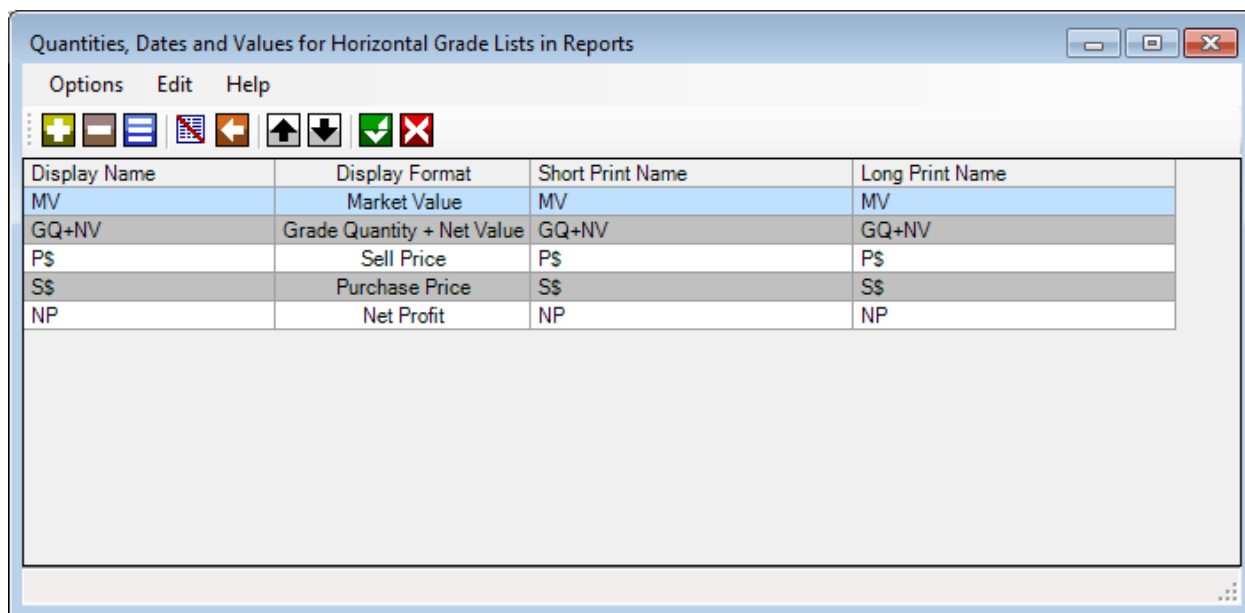 Quantities, Dates and Values for Horizontal Grade Lists in Reports
Options Edit Help
Display Name Display Format Short Print Name Long Print Name
MV Market Value MV MV
GQ+NV Grade Quantity + Net Value GQ+NV GQ+NV
P$ Sell Price P$ P$
S$ Purchase Price S$ S$
NP Net Profit NP NP